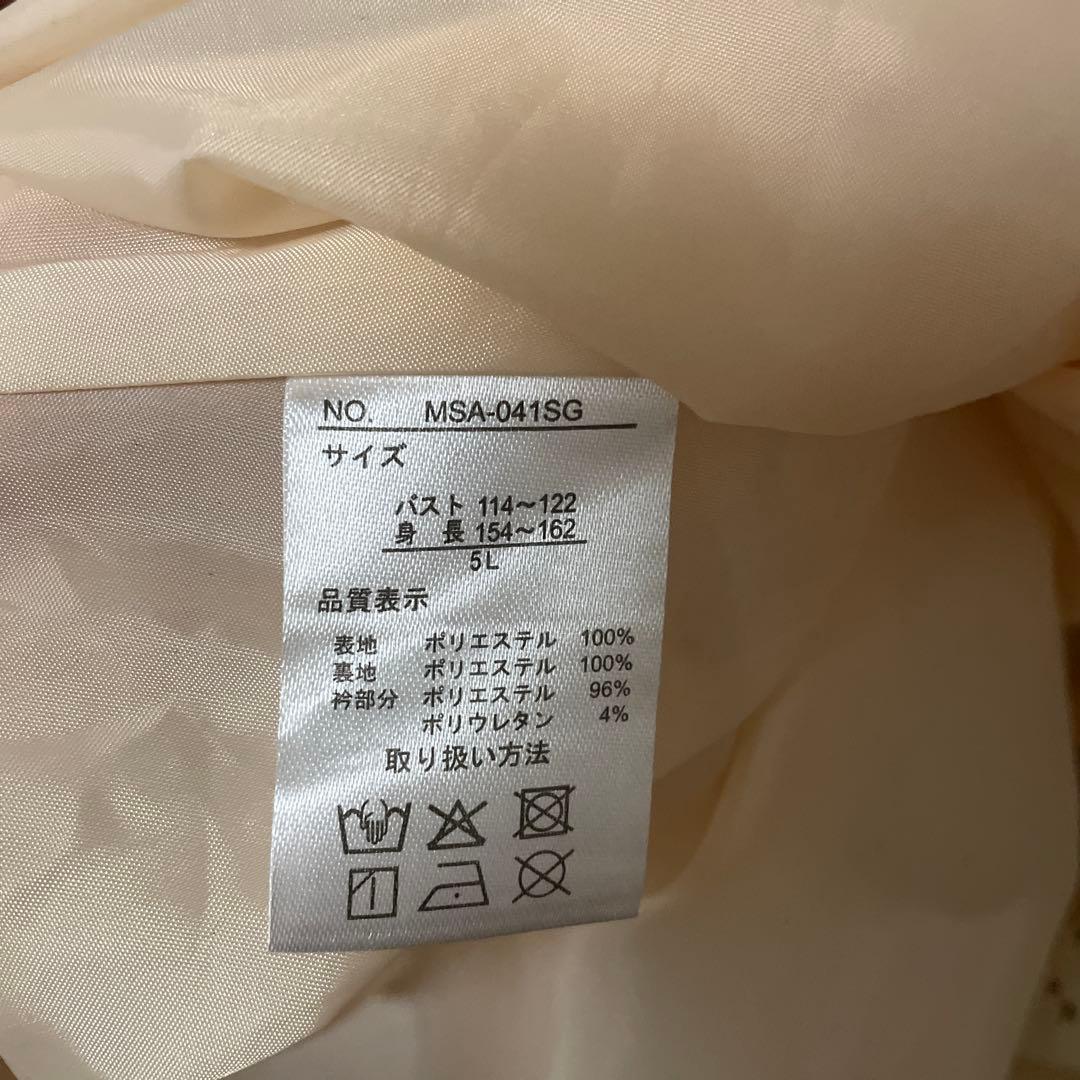 NO. MSA-041SG
サイズ
バスト 114～122
身 長 154～162
5L
品質表示
表地 ポリエステル 100%
裏地 ポリエステル 100%
衿部分 ポリエステル 96%
ポリウレタン 4%
取り扱い方法